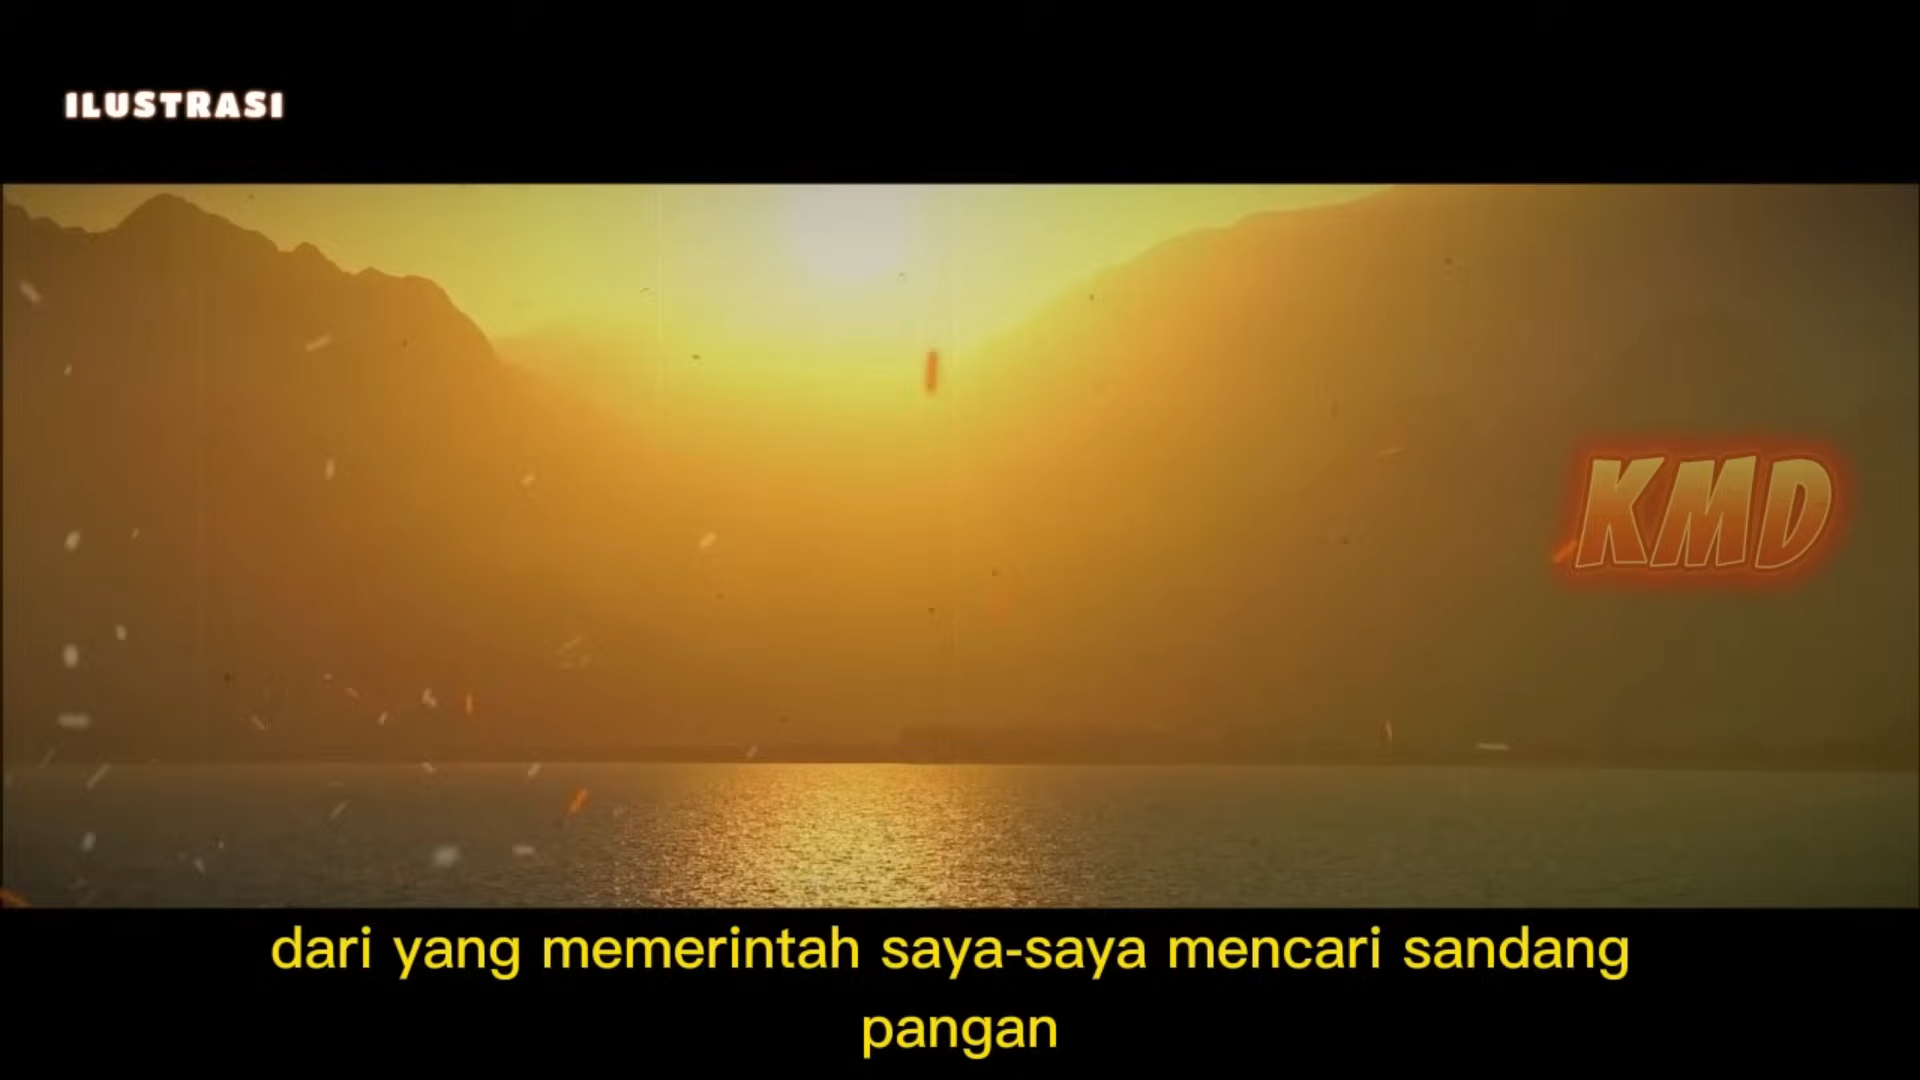 ILUSTRASI
KMD
dari yang memerintah saya-saya mencari sandang
pangan